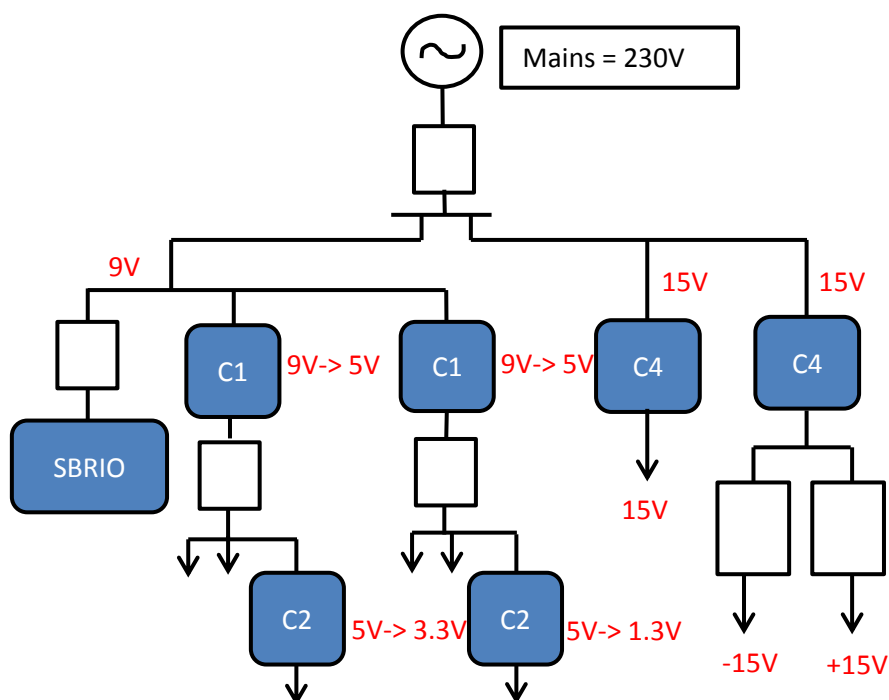 Mains = 230V
9V
15V
15V
C1
9V-> 5V
C1
9V-> 5V
C4
C4
SBRIO
15V
C2
5V-> 3.3V
C2
5V-> 1.3V
-15V
+15V